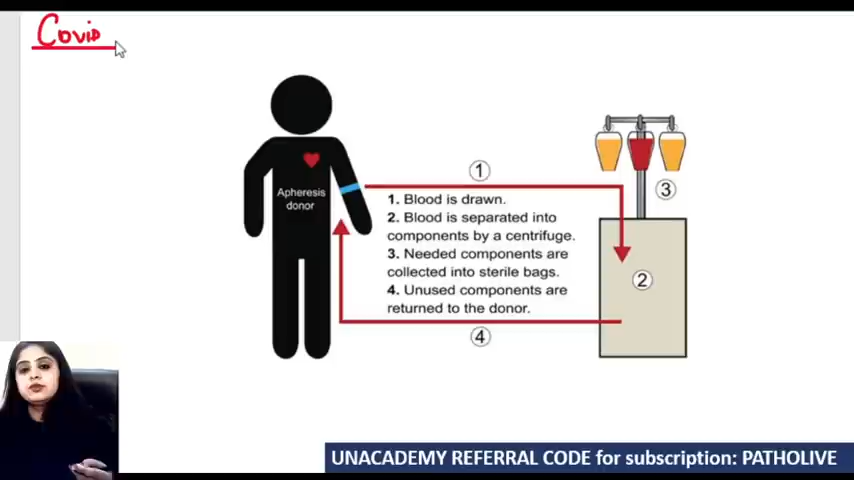 Covid
Apheresis
donor
1
1. Blood is drawn.
2. Blood is separated into
components by a centrifuge.
3. Needed components are
collected into sterile bags.
4. Unused components are
returned to the donor.
3
2
4
UNACADEMY REFERRAL CODE for subscription: PATHOLIVE